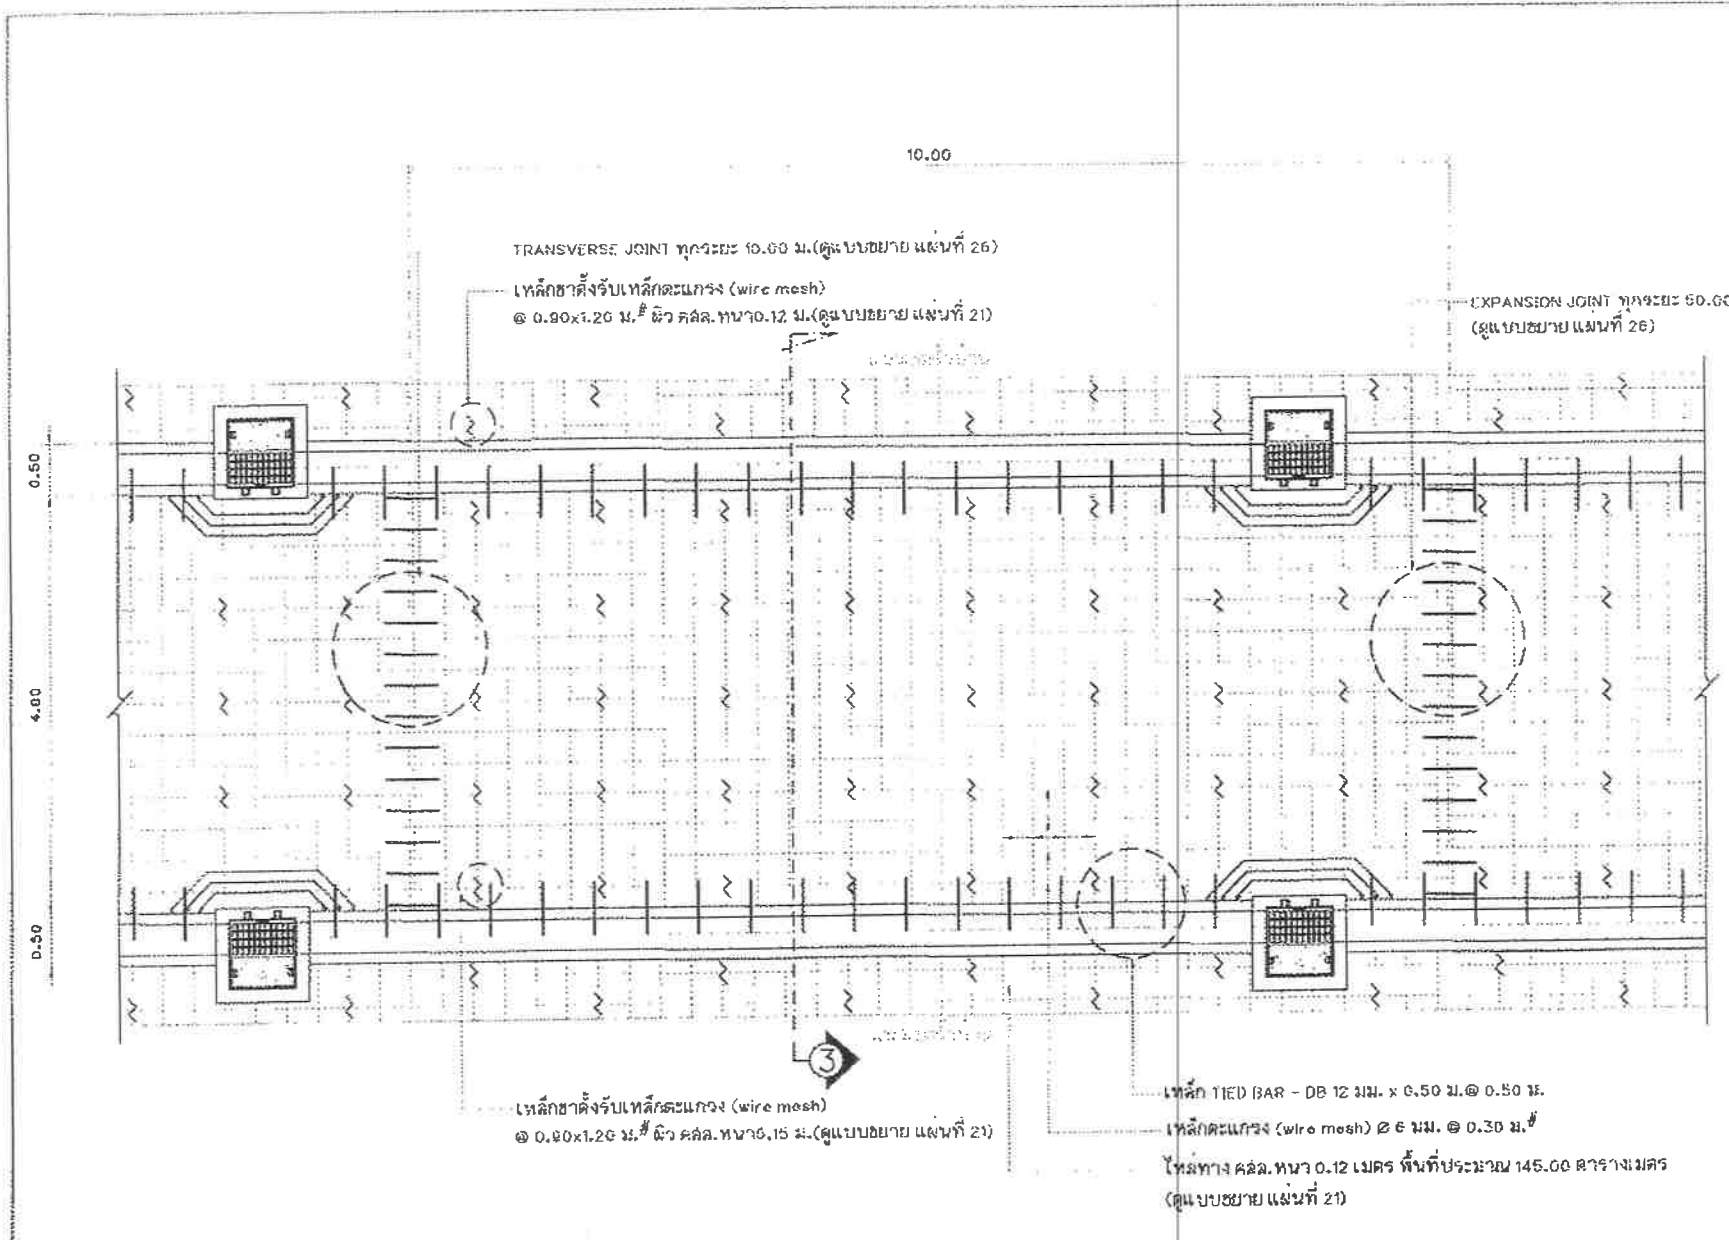 10.00
TRANSVERSE JOINT ทุกระยะ 10.00 ม.(ดูแบบขยาย แผ่นที่ 26)
เหล็กขาตั้งรับเหล็กตะแกรง (wire mesh)
@ 0.90x1.20 ม.# ผิว คสล.หนา0.12 ม.(ดูแบบขยาย แผ่นที่ 21)
EXPANSION JOINT ทุกระยะ 50.00
(ดูแบบขยาย แผ่นที่ 26)
0.50
4.80
0.50
3
เหล็กขาตั้งรับเหล็กตะแกรง (wire mesh)
@ 0.90x1.20 ม.# ผิว คสล.หนา0.15 ม.(ดูแบบขยาย แผ่นที่ 21)
เหล็ก TIED BAR - DB 12 มม. x 0.50 ม.@ 0.50 ม.
เหล็กตะแกรง (wire mesh) Ø 6 มม. @ 0.30 ม.#
ไหล่ทาง คสล.หนา 0.12 เมตร พื้นที่ประมาณ 145.00 ตารางเมตร
(ดูแบบขยาย แผ่นที่ 21)